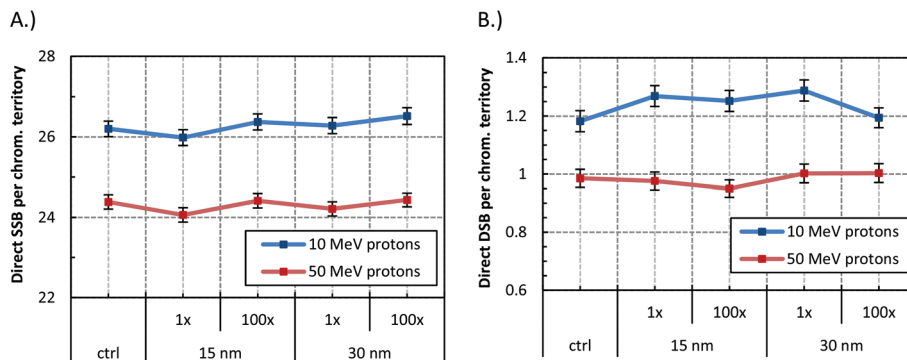 A.)
Direct SSB per chrom. territory
28
26
24
22
10 MeV protons
50 MeV protons
1x 100x 1x 100x
ctrl 15 nm 30 nm
B.)
Direct DSB per chrom. territory
1.4
1.2
1
0.8
0.6
10 MeV protons
50 MeV protons
1x 100x 1x 100x
ctrl 15 nm 30 nm